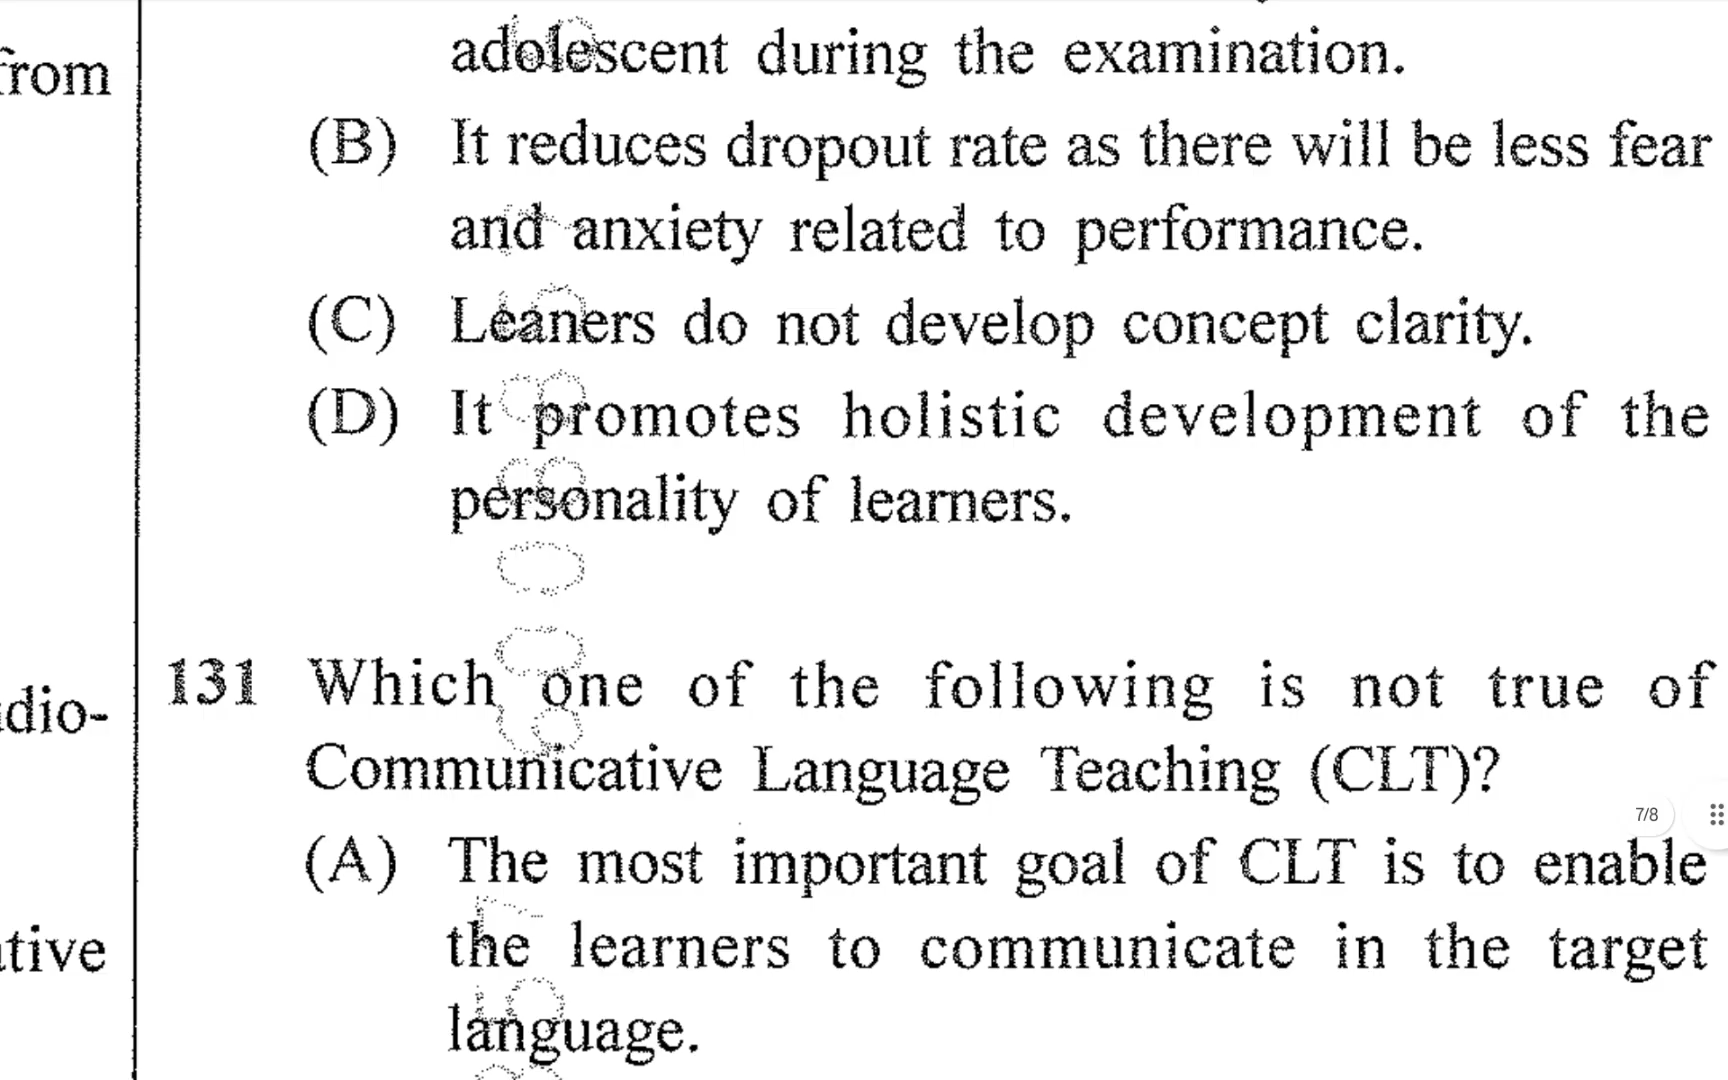 from
adolescent during the examination.
(B) It reduces dropout rate as there will be less fear
and anxiety related to performance.
(C) Leaners do not develop concept clarity.
(D) It promotes holistic development of the
personality of learners.
dio-
131 Which one of the following is not true of
Communicative Language Teaching (CLT)?
7/8
(A) The most important goal of CLT is to enable
the learners to communicate in the target
tive
language.